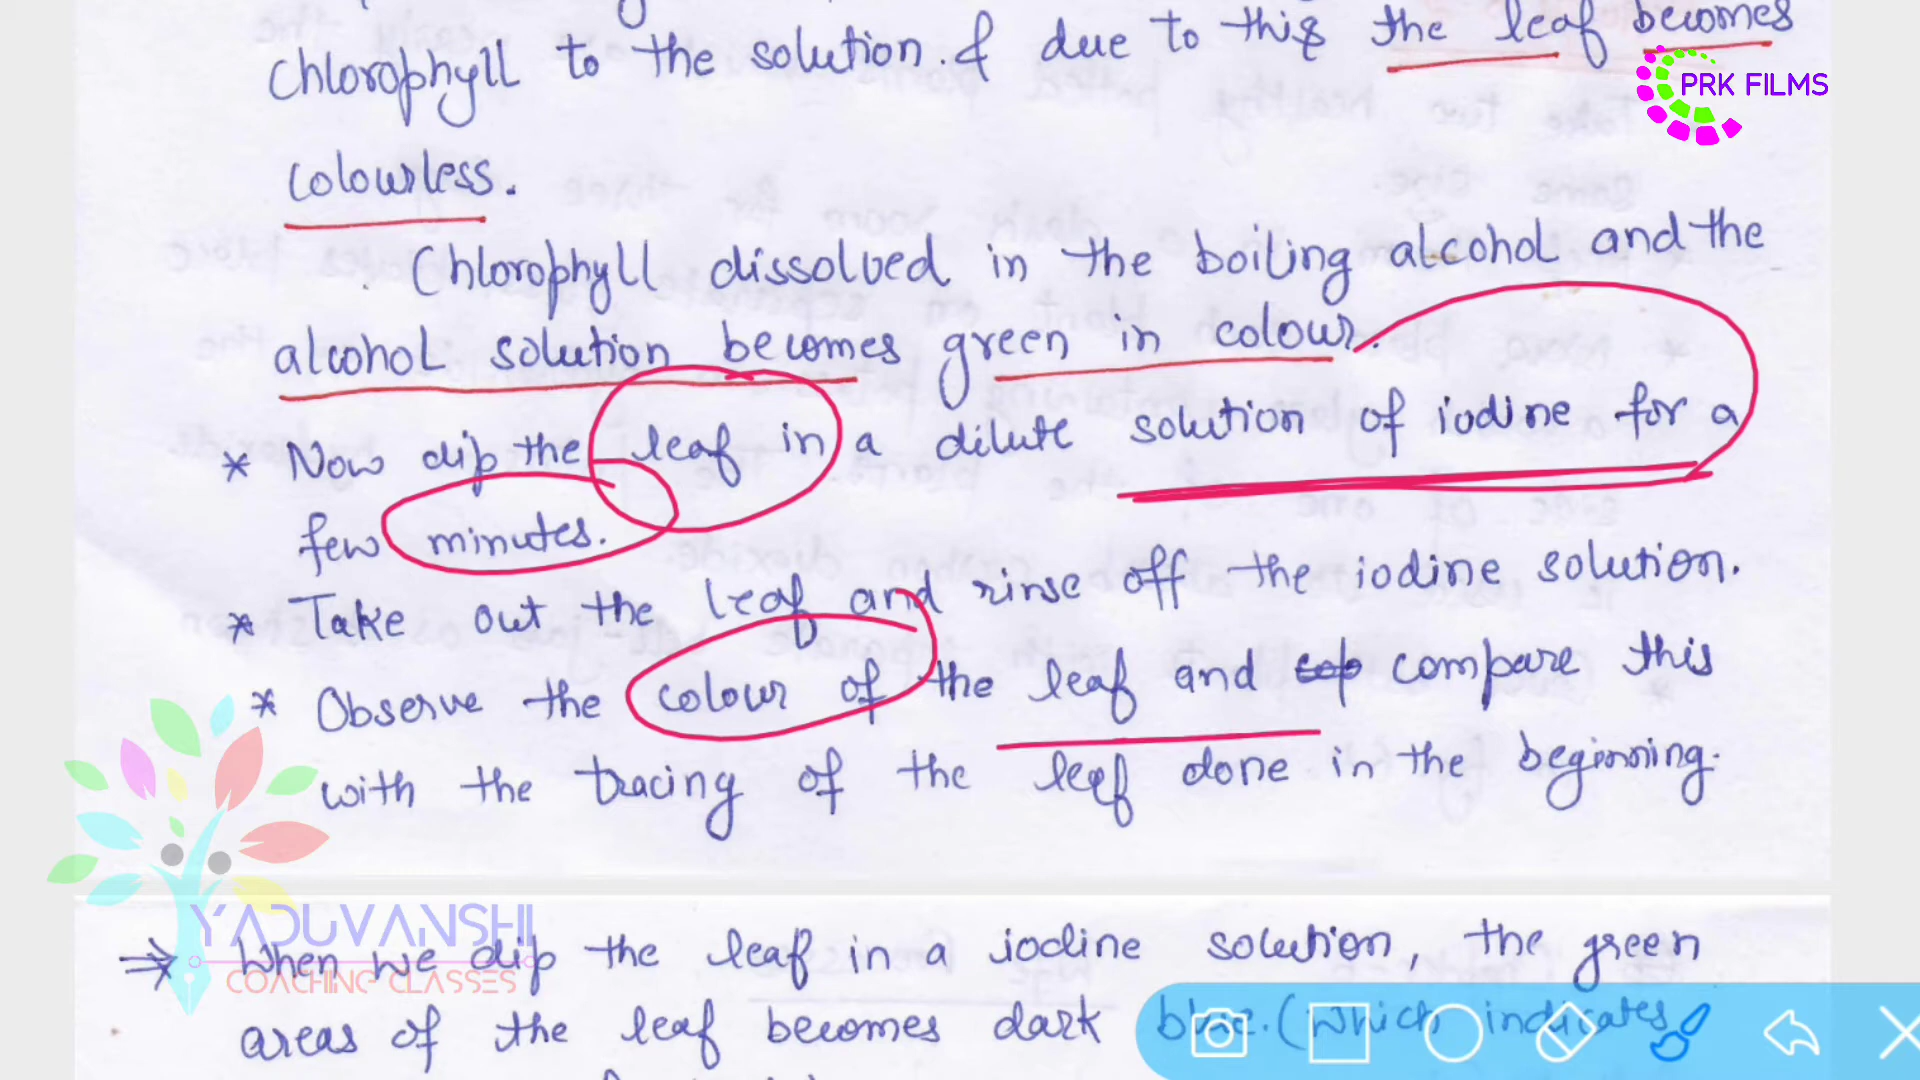 Chlorophyll to the solution. & due to this the leaf becomes
PRK FILMS
colourless.
Chlorophyll dissolved in the boiling alcohol and the
alcohol solution becomes green in colour.
* Now dip the leaf in a dilute solution of iodine for a
few minutes.
* Take out the leaf and rinse off the iodine solution.
* Observe the colour of the leaf and compare this
with the tracing of the leaf done in the beginning.
YADUVANSHI
COACHING CLASSES
⇒ When we dip the leaf in a iodine solution, the green
areas of the leaf becomes dark blue. (which indicates